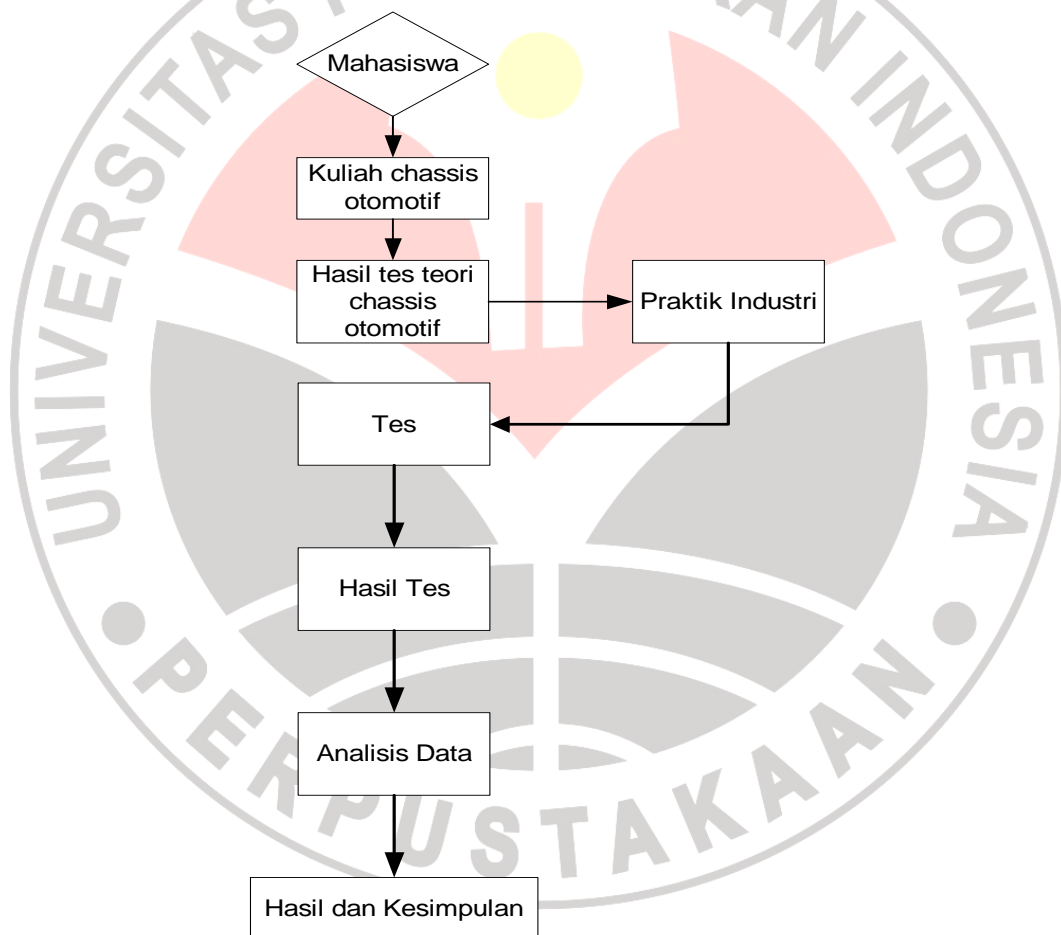 Mahasiswa
Kuliah chassis
otomotif
Hasil tes teori
chassis
otomotif
Praktik Industri
Tes
Hasil Tes
Analisis Data
Hasil dan Kesimpulan
UNIVERSITAS
INDONESIA
PERPUSTAKAAN